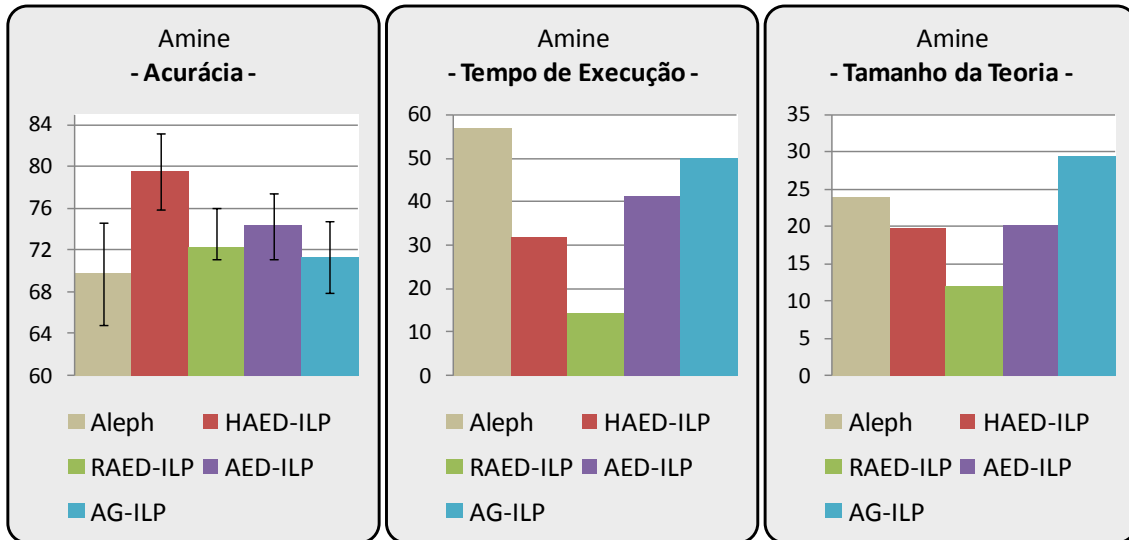 Amine
- Acurácia -
84
80
76
72
68
64
60
Aleph HAED-ILP
RAED-ILP AED-ILP
AG-ILP
Amine
- Tempo de Execução -
60
50
40
30
20
10
0
Aleph HAED-ILP
RAED-ILP AED-ILP
AG-ILP
Amine
- Tamanho da Teoria -
35
30
25
20
15
10
5
0
Aleph HAED-ILP
RAED-ILP AED-ILP
AG-ILP